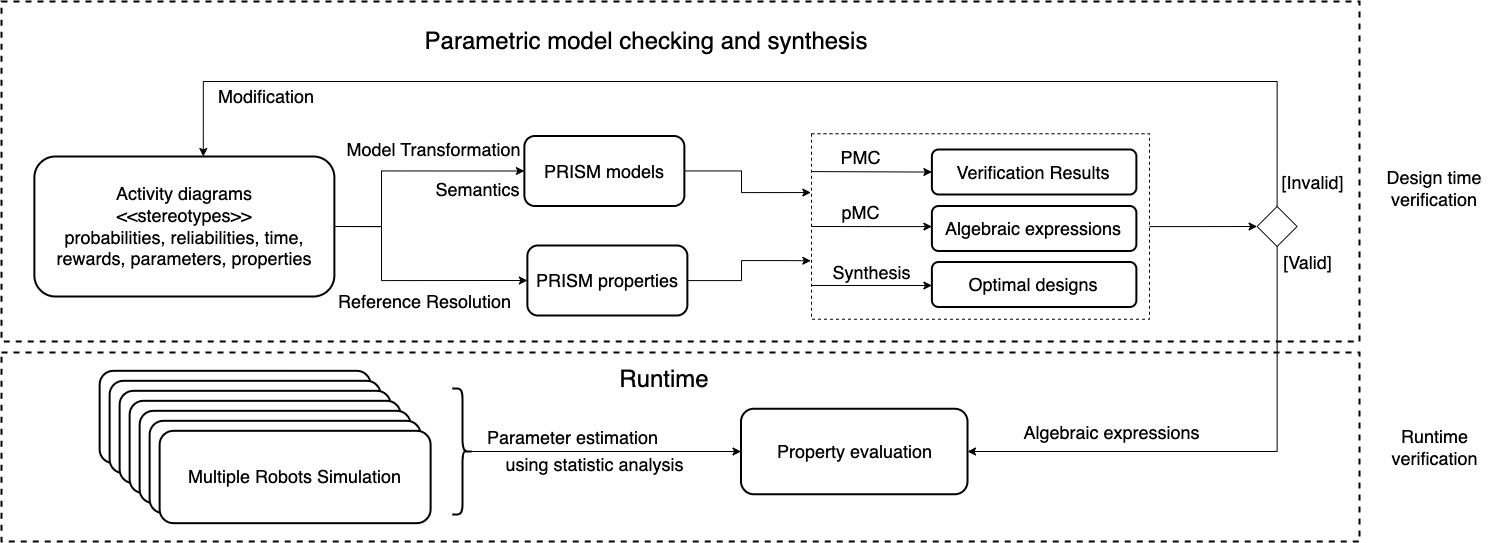 Parametric model checking and synthesis
Modification
Model Transformation
Semantics
PRISM models
Activity diagrams
<<stereotypes>>
probabilities, reliabilities, time,
rewards, parameters, properties
Reference Resolution
PRISM properties
PMC
Verification Results
pMC
Algebraic expressions
Synthesis
Optimal designs
[Invalid]
[Valid]
Design time
verification
Runtime
Multiple Robots Simulation
Parameter estimation
using statistic analysis
Property evaluation
Algebraic expressions
Runtime
verification